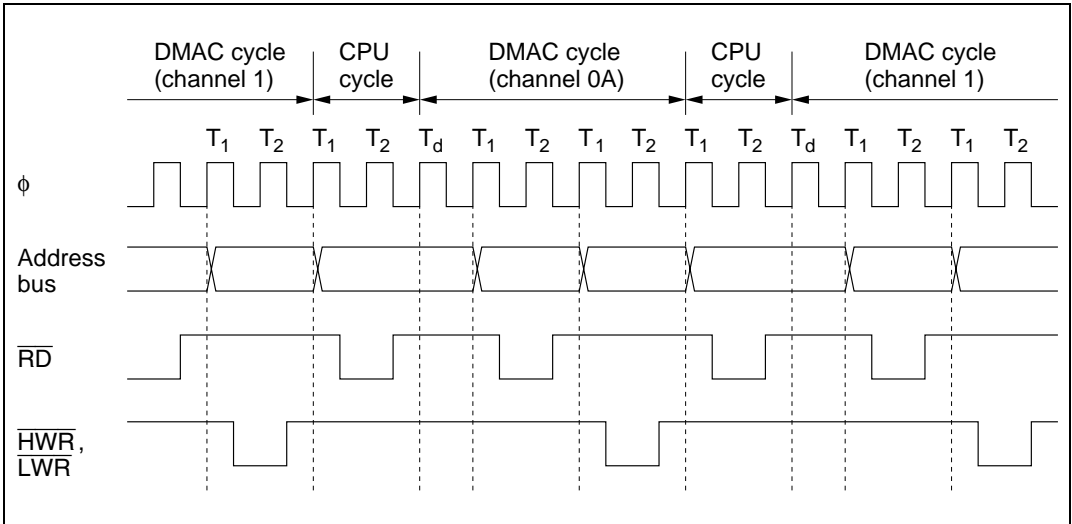 DMAC cycle CPU DMAC cycle CPU DMAC cycle
(channel 1) cycle (channel 0A) cycle (channel 1)
T1 T2 T1 T2 Td T1 T2 T1 T2 T1 T2 Td T1 T2 T1 T2
φ
Address
bus
RD
HWR,
LWR